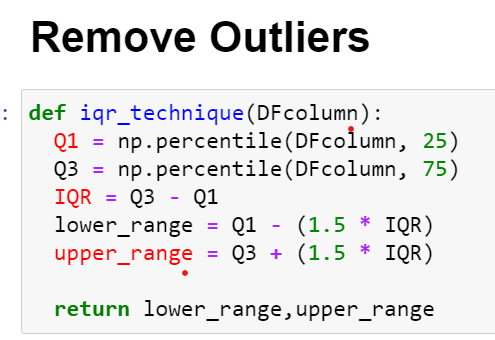 Remove Outliers
: def iqr_technique(DFcolumn):
Q1 = np.percentile(DFcolumn, 25)
Q3 = np.percentile(DFcolumn, 75)
IQR = Q3 - Q1
lower_range = Q1 - (1.5 * IQR)
upper_range = Q3 + (1.5 * IQR)
return lower_range,upper_range